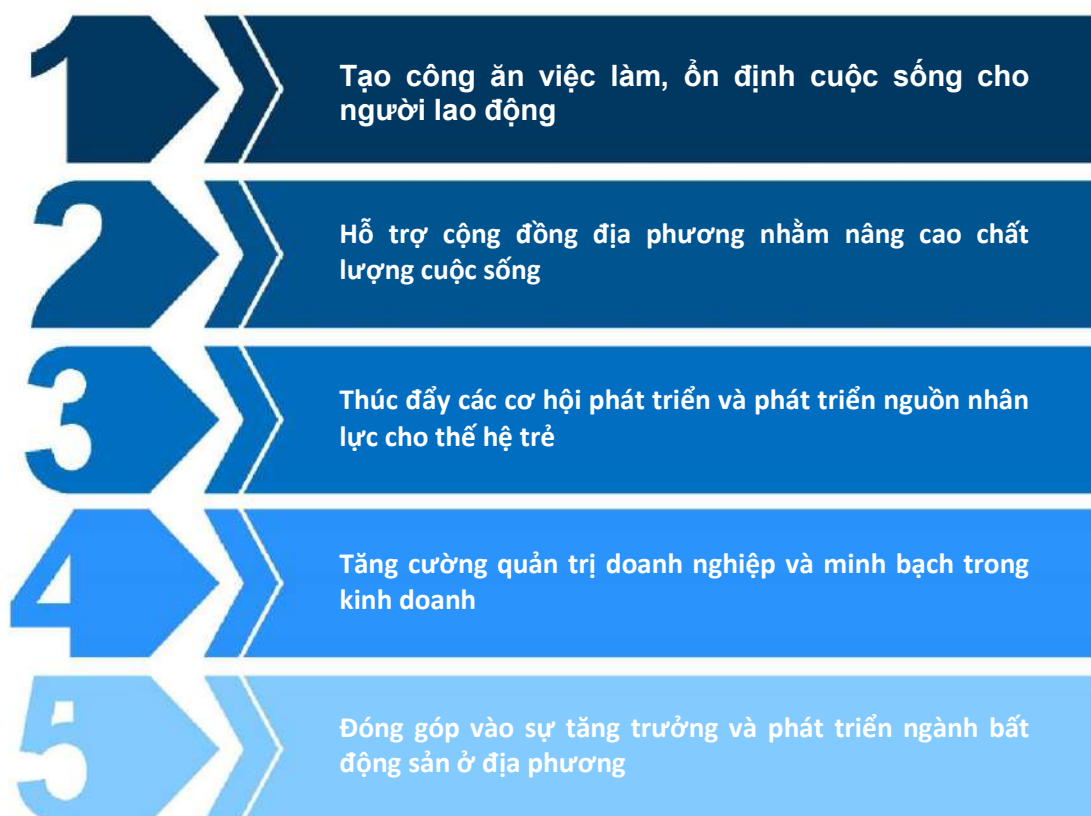 1
Tạo công ăn việc làm, ổn định cuộc sống cho
người lao động
2
Hỗ trợ cộng đồng địa phương nhằm nâng cao chất
lượng cuộc sống
3
Thúc đẩy các cơ hội phát triển và phát triển nguồn nhân
lực cho thế hệ trẻ
4
Tăng cường quản trị doanh nghiệp và minh bạch trong
kinh doanh
5
Đóng góp vào sự tăng trưởng và phát triển ngành bất
động sản ở địa phương